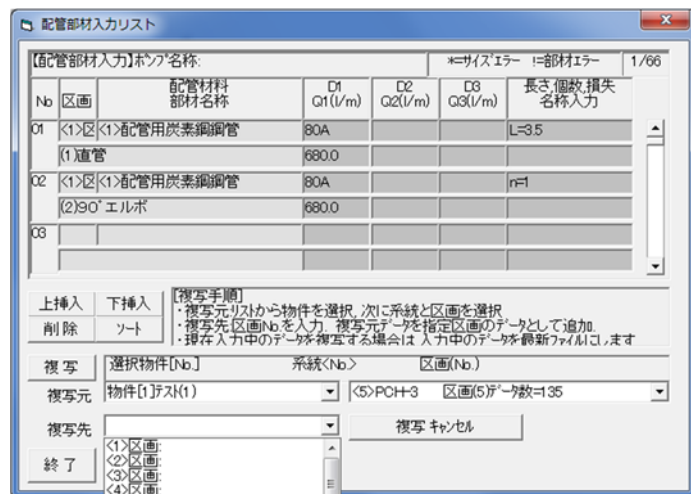 配管部材入力リスト
【配管部材入力】ポンプ名称:
*=サイズエラー !=部材エラー
1/66
No 区画 配管材料 部材名称 D1 Q1(l/m) D2 Q2(l/m) D3 Q3(l/m) 長さ,個数,損失 名称入力
01 <1>区 <1>配管用炭素鋼鋼管 80A L=3.5
(1)直管 680.0
02 <1>区 <1>配管用炭素鋼鋼管 80A n=1
(2)90°エルボ 680.0
03
上挿入 下挿入
削除 ソート
[複写手順]
・複写元リストから物件を選択, 次に系統と区画を選択
・複写先区画No.を入力. 複写元データを指定区画のデータとして追加.
・現在入力中のデータを複写する場合は 入力中のデータを最新ファイルにします
複写 選択物件[No.] 系統<No.> 区画(No.)
複写元 物件[1]テスト(1) <5>PCH-3 区画(5)データ数=135
複写先 複写キャンセル
<1>区画:
<2>区画:
<3>区画:
<4>区画:
終了